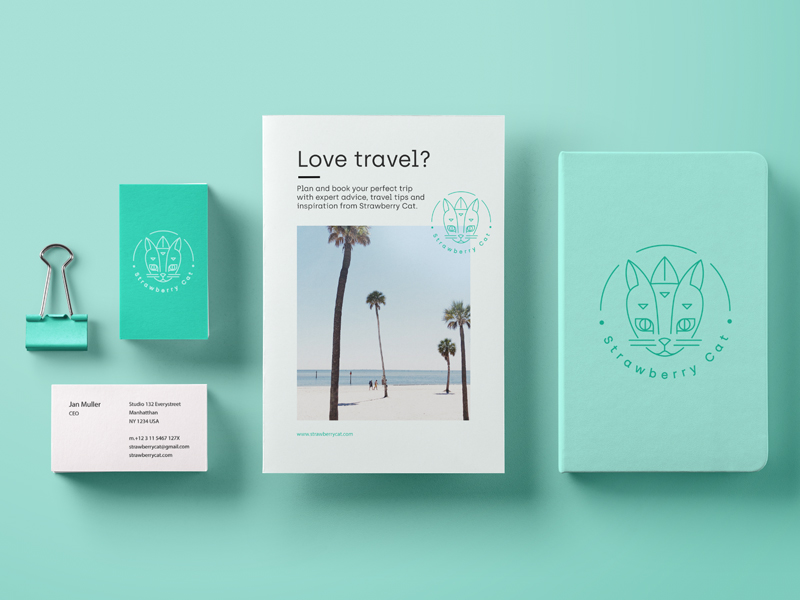 Strawberry Cat
Jan Muller
CEO
Studio 132 Everystreet
Manhatthan
NY 1234 USA
m.+12 3 11 5467 127X
strawberrycat@gmail.com
strawberrycat.com
Love travel?
Plan and book your perfect trip
with expert advice, travel tips and
inspiration from Strawberry Cat.
Strawberry Cat
www.strawberrycat.com
Strawberry Cat